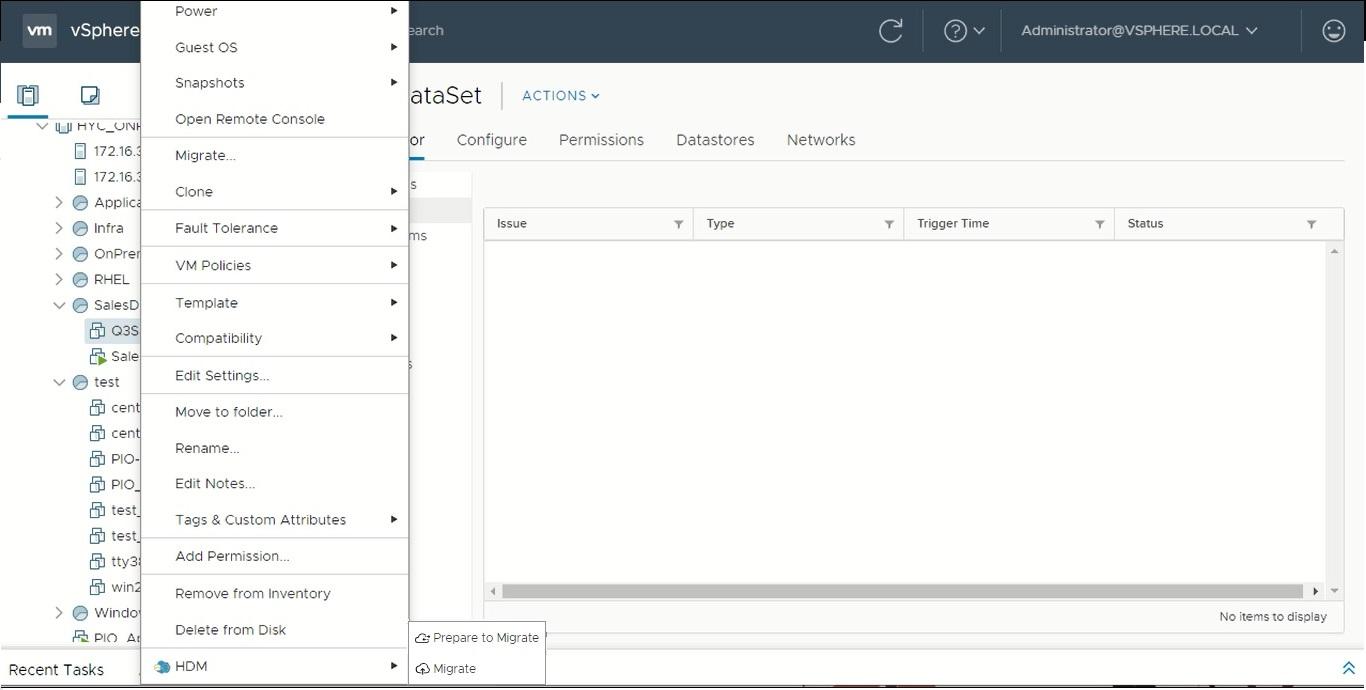 vm vSphere
earch
Administrator@VSPHERE.LOCAL
ataSet
ACTIONS
or
Configure
Permissions
Datastores
Networks
HYC_ONP
172.16.3
172.16.3
Applica
Infra
OnPrer
RHEL
SalesD
Q3S
Sale
test
cent
cent
PIO-
PIO_
test_
test_
tty38
win2
Windov
PIO_Ar
Power
Guest OS
Snapshots
Open Remote Console
Migrate...
Clone
Fault Tolerance
VM Policies
Template
Compatibility
Edit Settings...
Move to folder...
Rename...
Edit Notes...
Tags & Custom Attributes
Add Permission...
Remove from Inventory
Delete from Disk
HDM
Prepare to Migrate
Migrate
s
ms
s
Issue
Type
Trigger Time
Status
No items to display
Recent Tasks